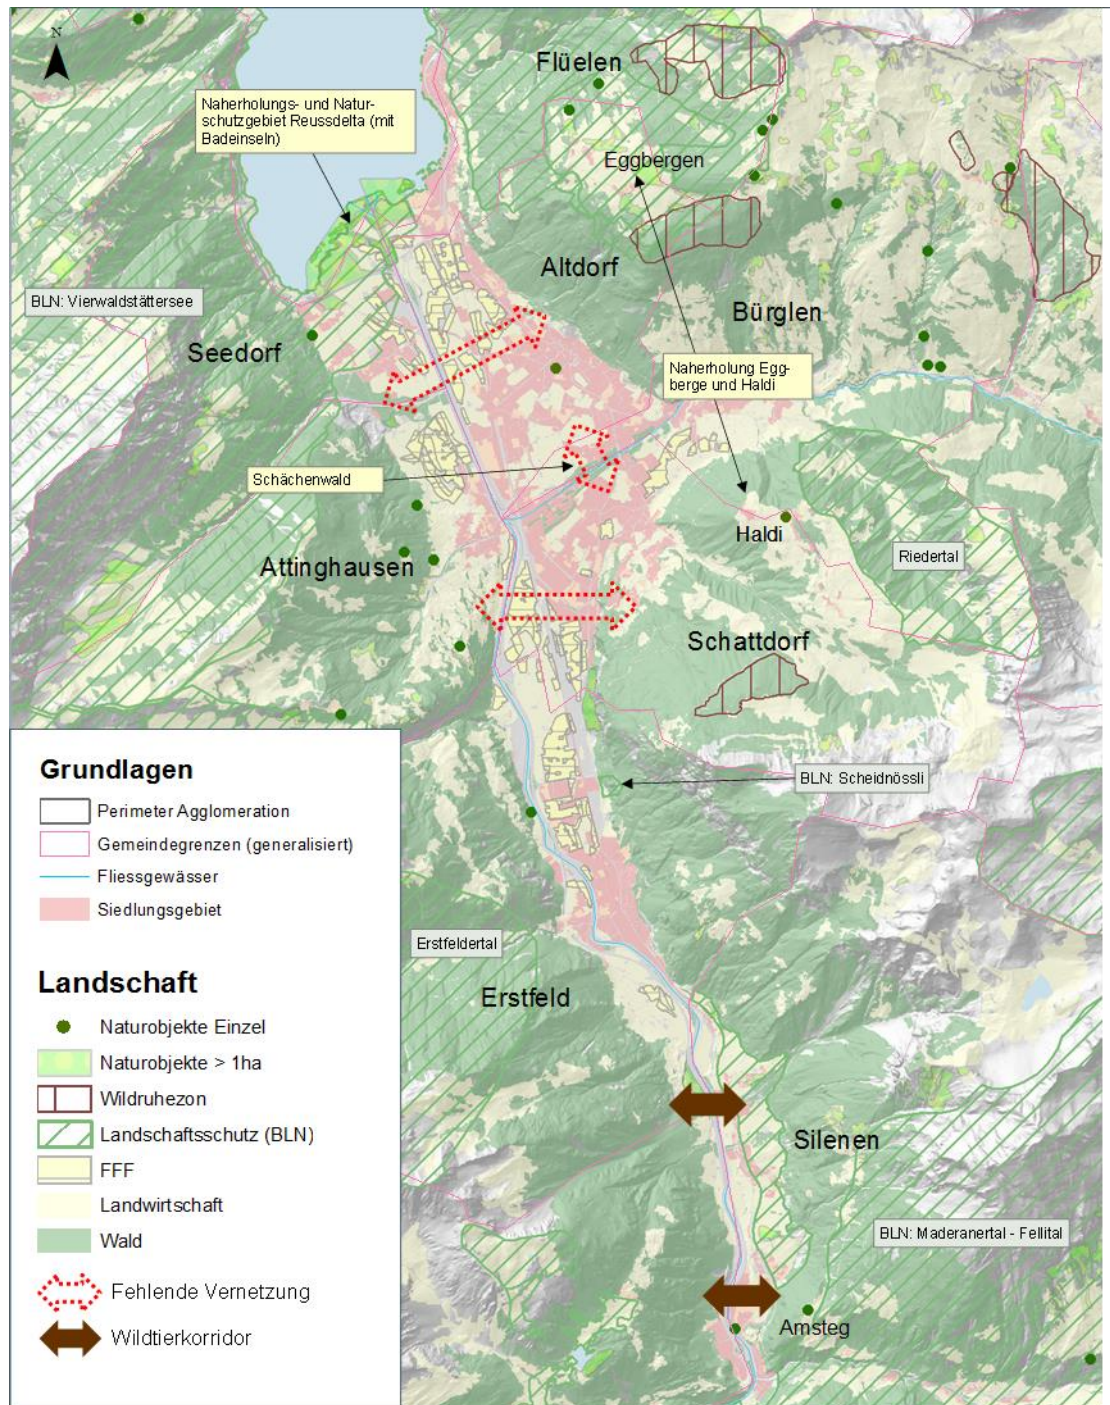 N
Flüelen
Naherholungs- und Natur-
schutzgebiet Reussdelta (mit
Badeinseln)
Eggbergen
Altdorf
BLN: Vierwaldstättersee
Bürglen
Seedorf
Naherholung Egg-
berge und Haldi
Schächenwald
Haldi
Riedertal
Attinghausen
Schattdorf
BLN: Scheidnössli
Erstfeldertal
Erstfeld
Silenen
BLN: Maderanertal - Fellital
Amsteg
Grundlagen
Perimeter Agglomeration
Gemeindegrenzen (generalisiert)
Fliessgewässer
Siedlungsgebiet
Landschaft
Naturobjekte Einzel
Naturobjekte > 1ha
Wildruhezon
Landschaftsschutz (BLN)
FFF
Landwirtschaft
Wald
Fehlende Vernetzung
Wildtierkorridor